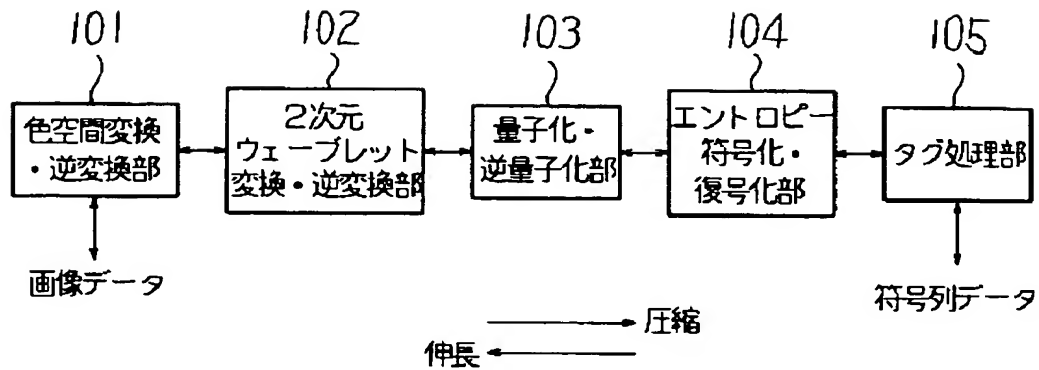 101
102
103
104
105
色空間変換
・逆変換部
2次元
ウェーブレット
変換・逆変換部
量子化・
逆量子化部
エントロピー
符号化・
復号化部
タグ処理部
画像データ
符号列データ
圧縮
伸長